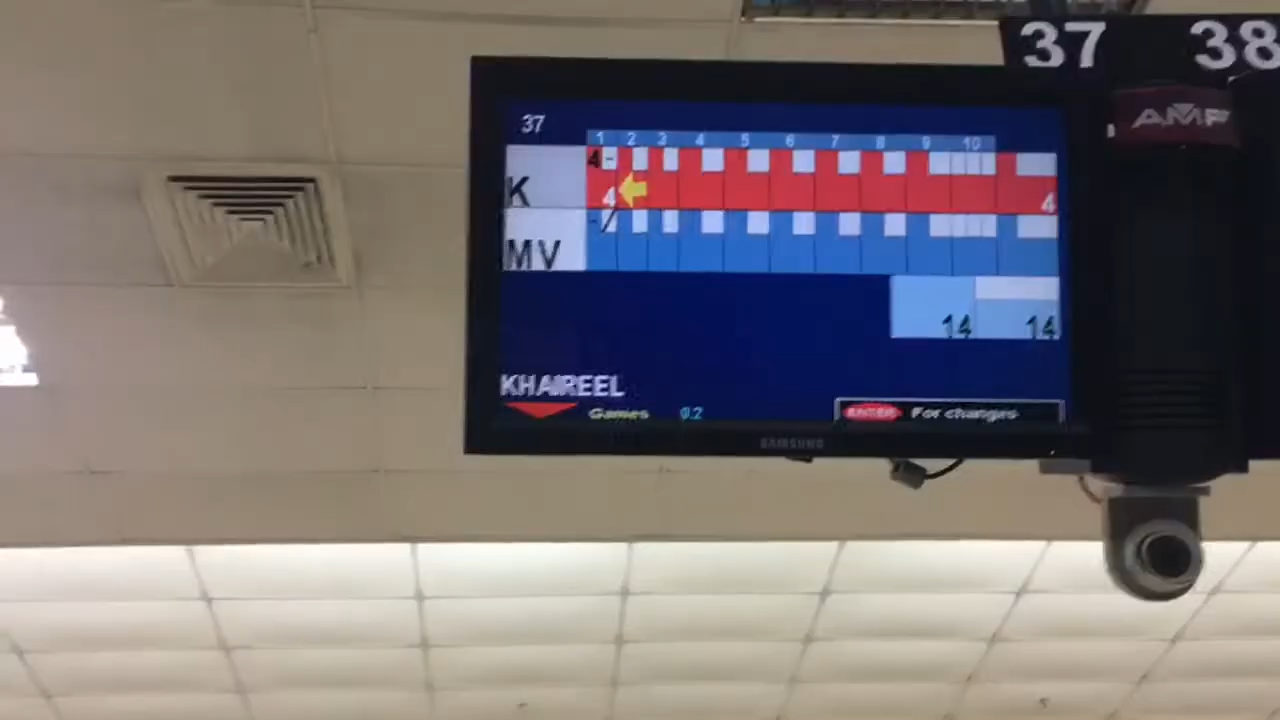 37 38
AMF
37
1 2 3 4 5 6 7 8 9 10
4 -
K 4 4
- /
MV
14 14
KHAIREEL
Games 0.2 ENTER For changes
SAMSUNG